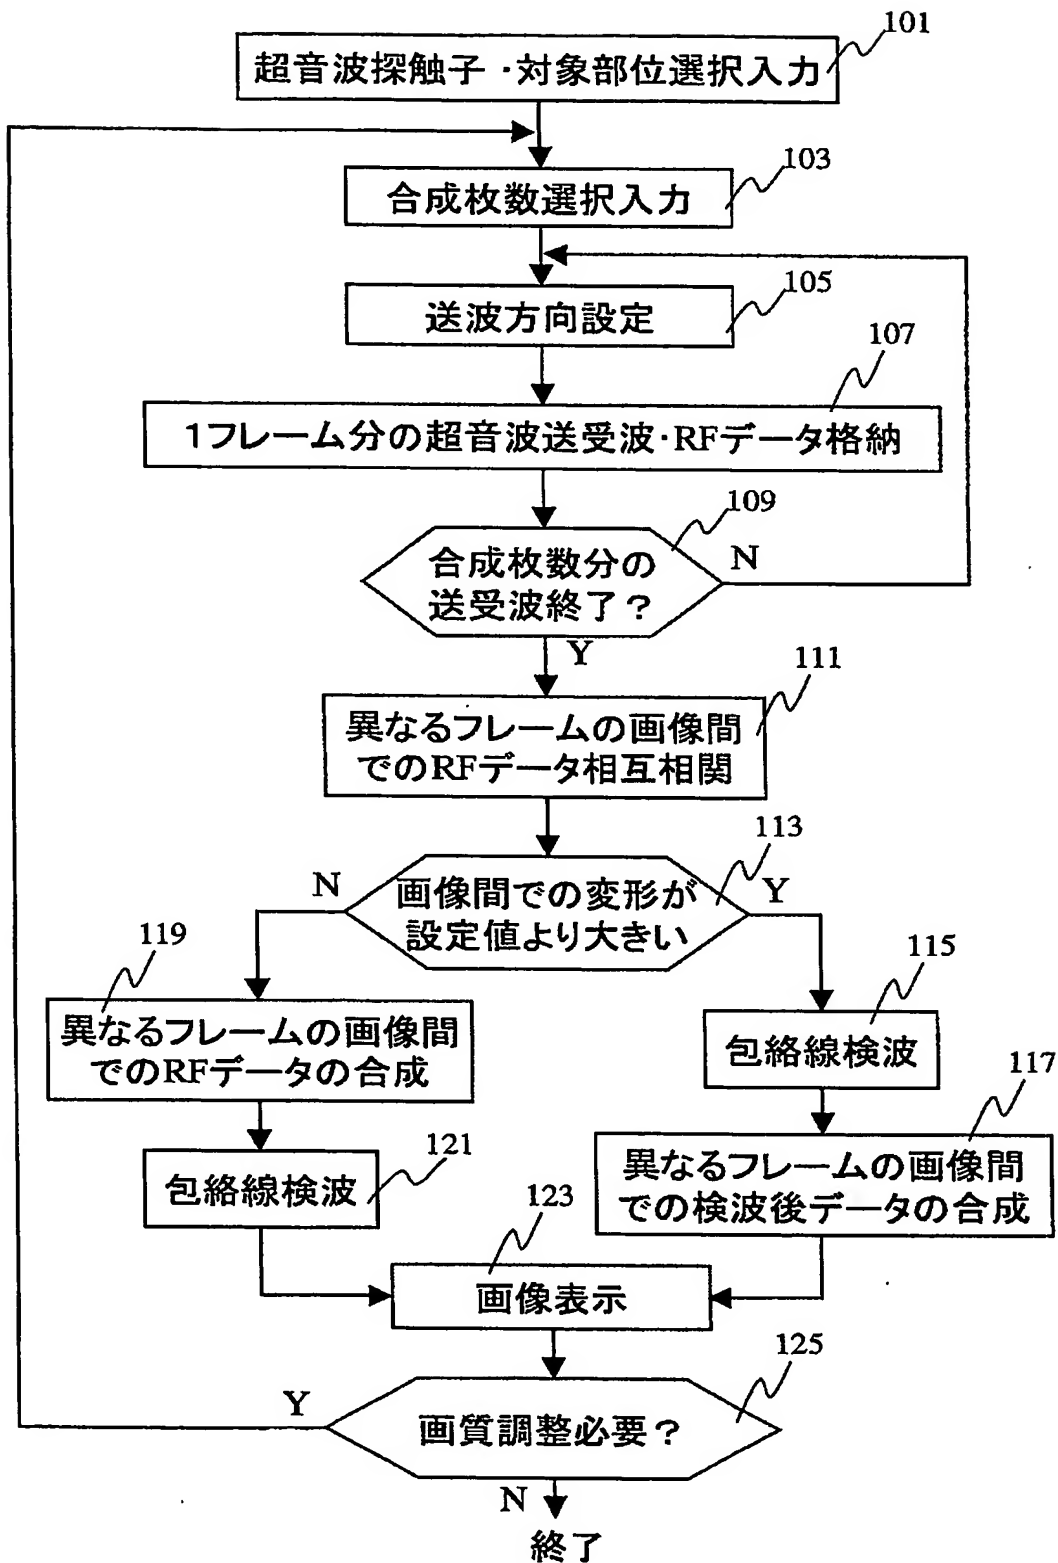 101
超音波探触子・対象部位選択入力
103
合成枚数選択入力
105
送波方向設定
107
1フレーム分の超音波送受波・RFデータ格納
109
合成枚数分の
送受波終了?
N
Y
111
異なるフレームの画像間
でのRFデータ相互相関
113
画像間での変形が
設定値より大きい
N
Y
119
異なるフレームの画像間
でのRFデータの合成
115
包絡線検波
117
異なるフレームの画像間
での検波後データの合成
121
包絡線検波
123
画像表示
125
画質調整必要?
Y
N
終了